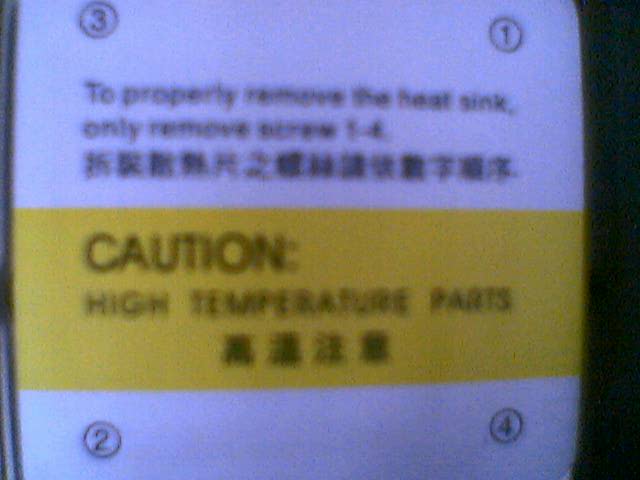 ③ ①
To properly remove the heat sink,
only remove screw 1-4.
拆裝散熱片之螺絲請依數字順序.
CAUTION:
HIGH TEMPERATURE PARTS
高溫注意
② ④